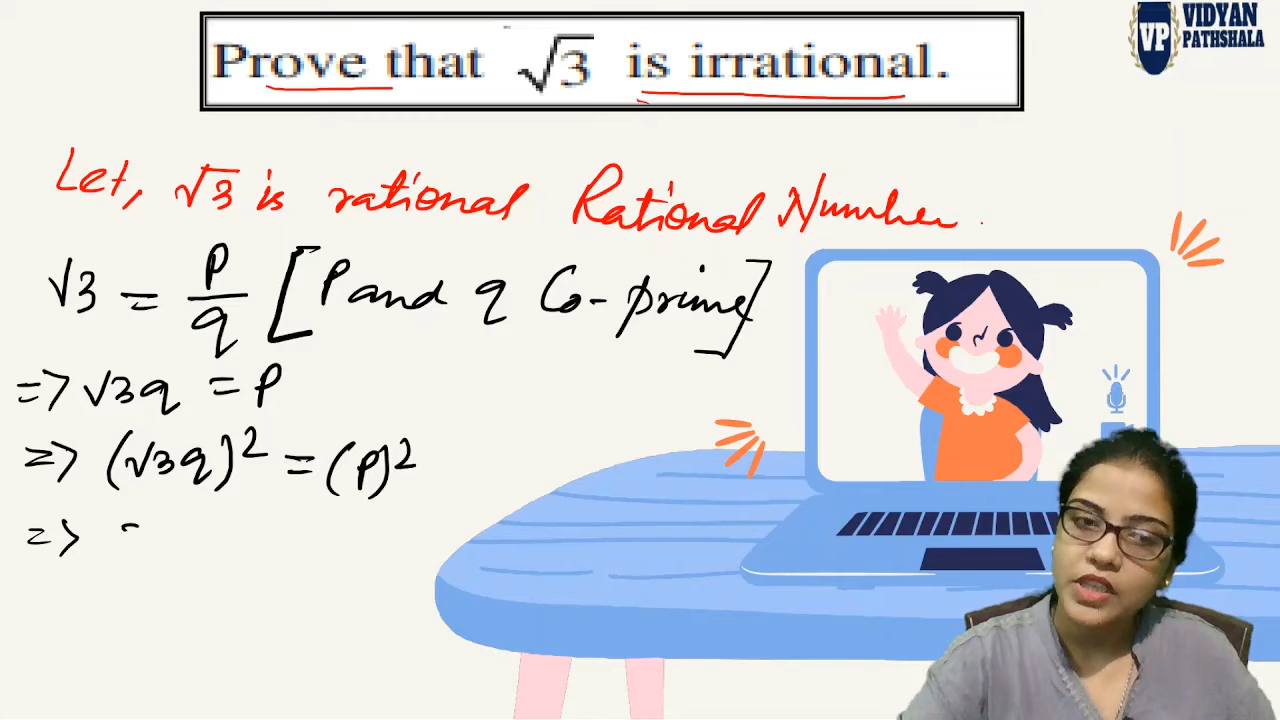 VIDYAN
PATHSHALA
VP
Prove that √3 is irrational.
Let, √3 is rational Rational Number.
√3 = P/q [P and q Co-prime]
=> √3q = P
=> (√3q)² = (P)²
=>